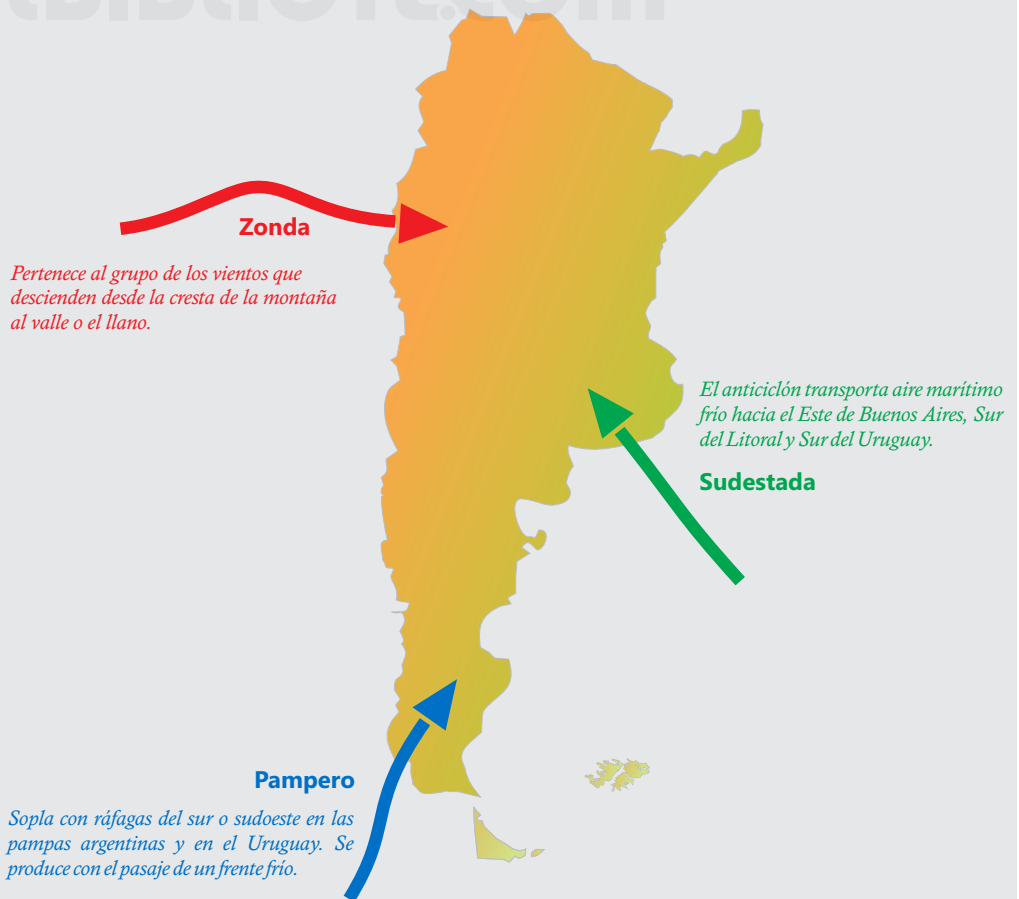 Zonda
Pertenece al grupo de los vientos que
descienden desde la cresta de la montaña
al valle o el llano.
El anticiclón transporta aire marítimo
frío hacia el Este de Buenos Aires, Sur
del Litoral y Sur del Uruguay.
Sudestada
Pampero
Sopla con ráfagas del sur o sudoeste en las
pampas argentinas y en el Uruguay. Se
produce con el pasaje de un frente frío.